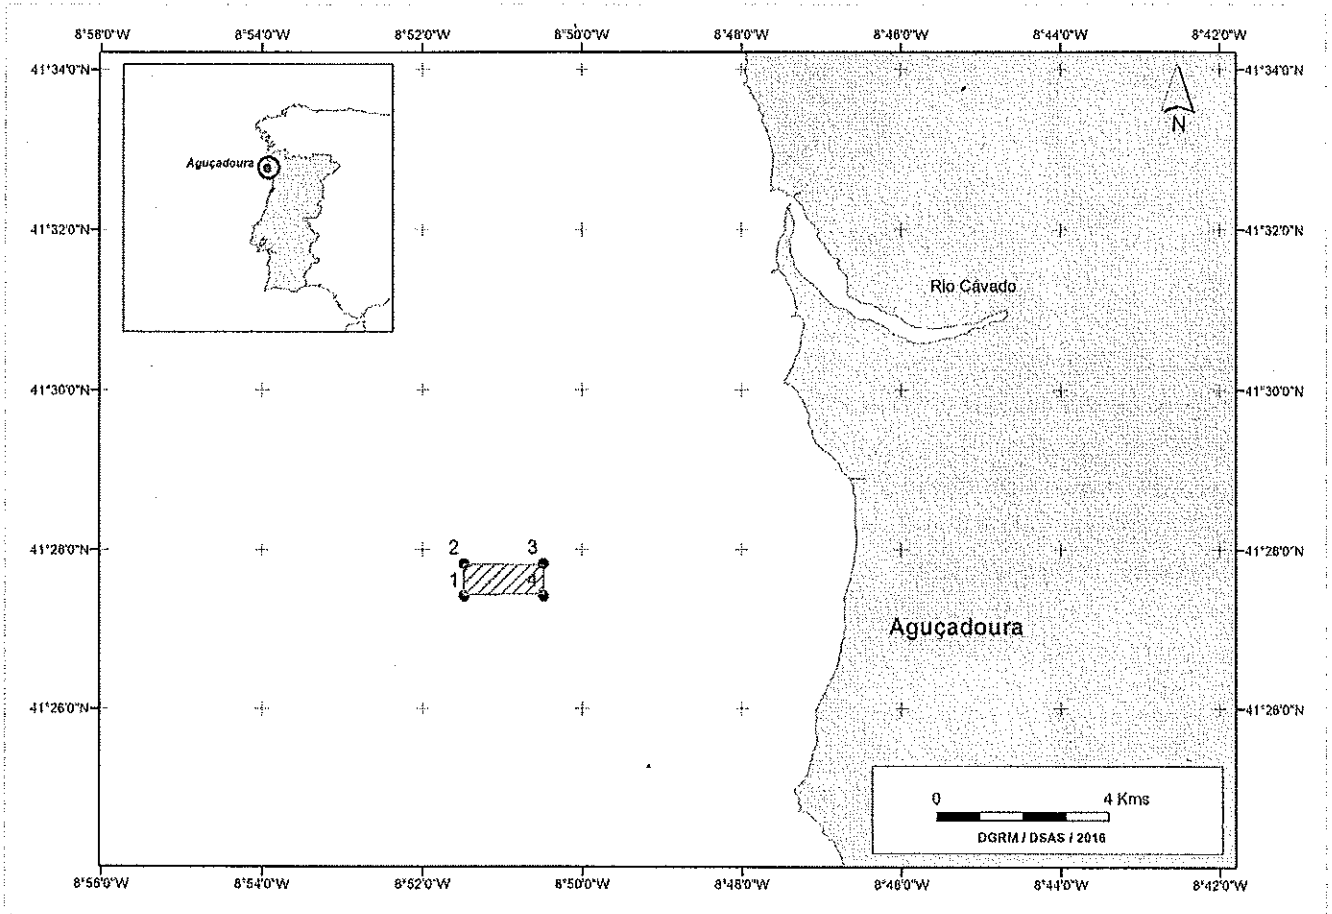 8°56'0"W 8°54'0"W 8°52'0"W 8°50'0"W 8°48'0"W 8°46'0"W 8°44'0"W 8°42'0"W
41°34'0"N 41°34'0"N
N
Aguçadoura
41°32'0"N 41°32'0"N
Rio Cávado
41°30'0"N 41°30'0"N
41°28'0"N 41°28'0"N
2 3
1 4
Aguçadoura
41°26'0"N 41°26'0"N
0 4 Kms
DGRM / DSAS / 2016
8°56'0"W 8°54'0"W 8°52'0"W 8°50'0"W 8°48'0"W 8°46'0"W 8°44'0"W 8°42'0"W